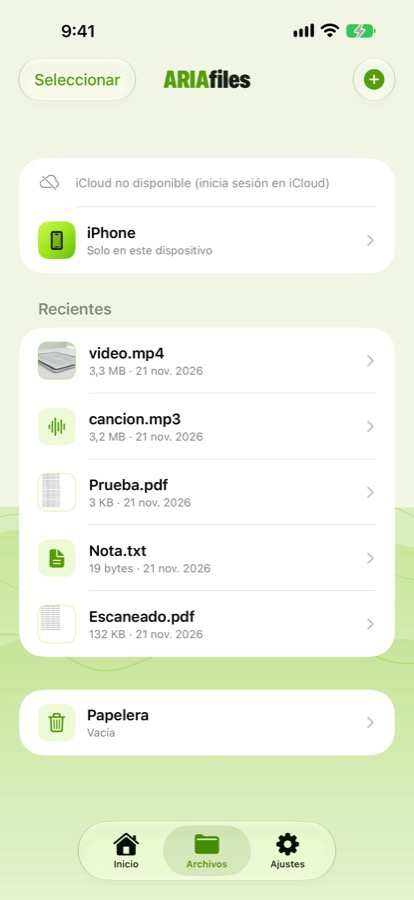 9:41
Seleccionar
ARIAfiles
iCloud no disponible (inicia sesión en iCloud)
iPhone
Solo en este dispositivo
Recientes
video.mp4
3,3 MB · 21 nov. 2026
cancion.mp3
3,2 MB · 21 nov. 2026
Prueba.pdf
3 KB · 21 nov. 2026
Nota.txt
19 bytes · 21 nov. 2026
Escaneado.pdf
132 KB · 21 nov. 2026
Papelera
Vacía
Inicio
Archivos
Ajustes